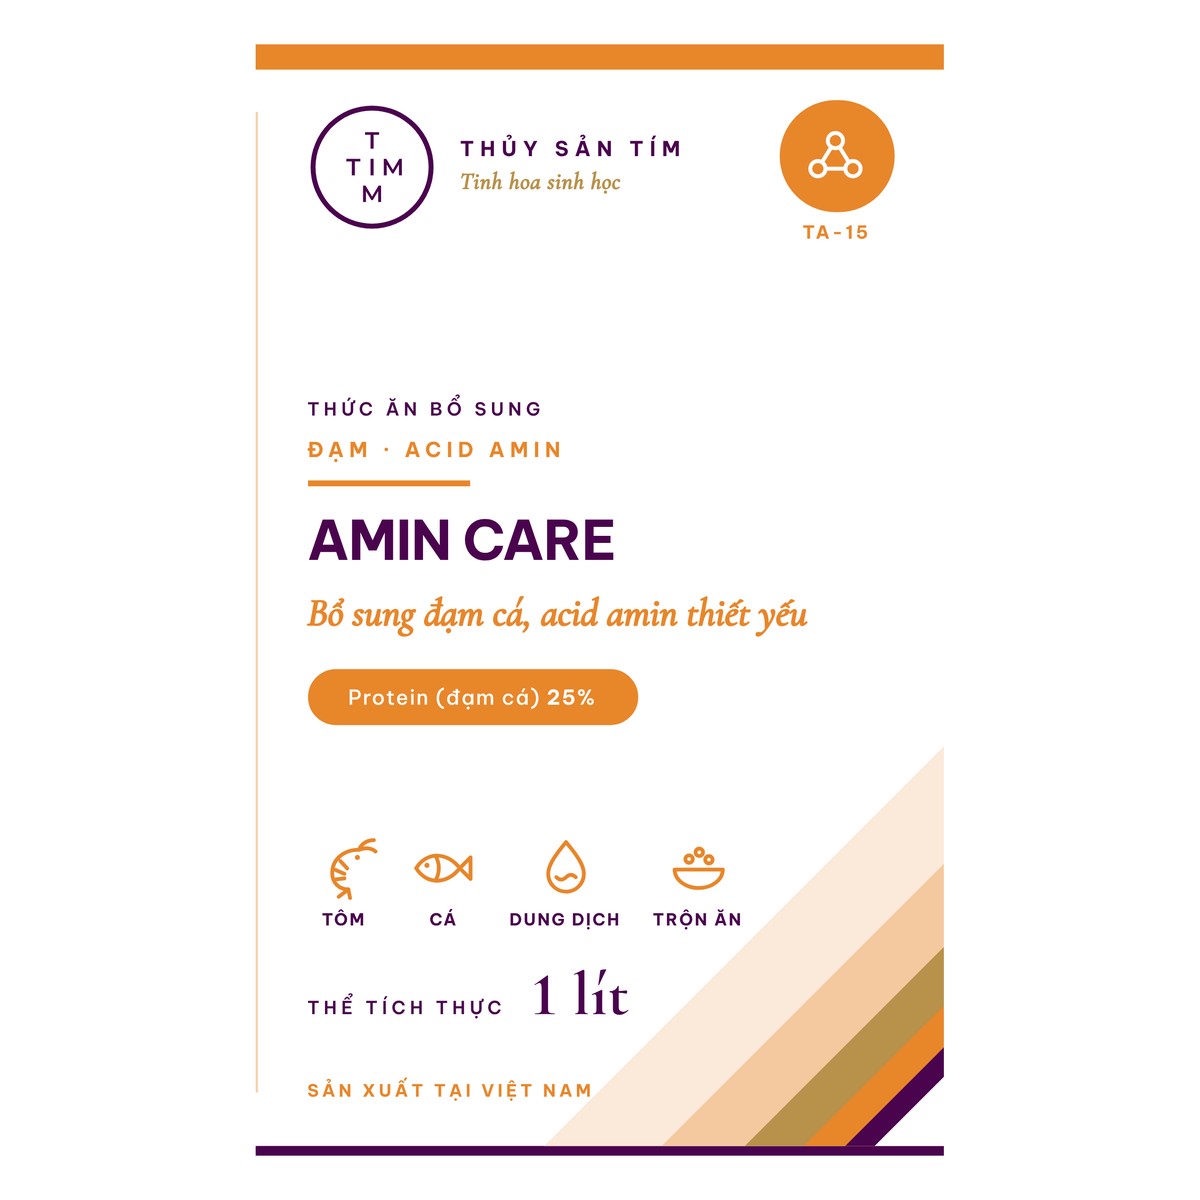 T
TIM
M
THỦY SẢN TÍM
Tinh hoa sinh học
TA-15
THỨC ĂN BỔ SUNG
ĐẠM · ACID AMIN
AMIN CARE
Bổ sung đạm cá, acid amin thiết yếu
Protein (đạm cá) 25%
TÔM CÁ DUNG DỊCH TRỘN ĂN
THỂ TÍCH THỰC 1 lít
SẢN XUẤT TẠI VIỆT NAM